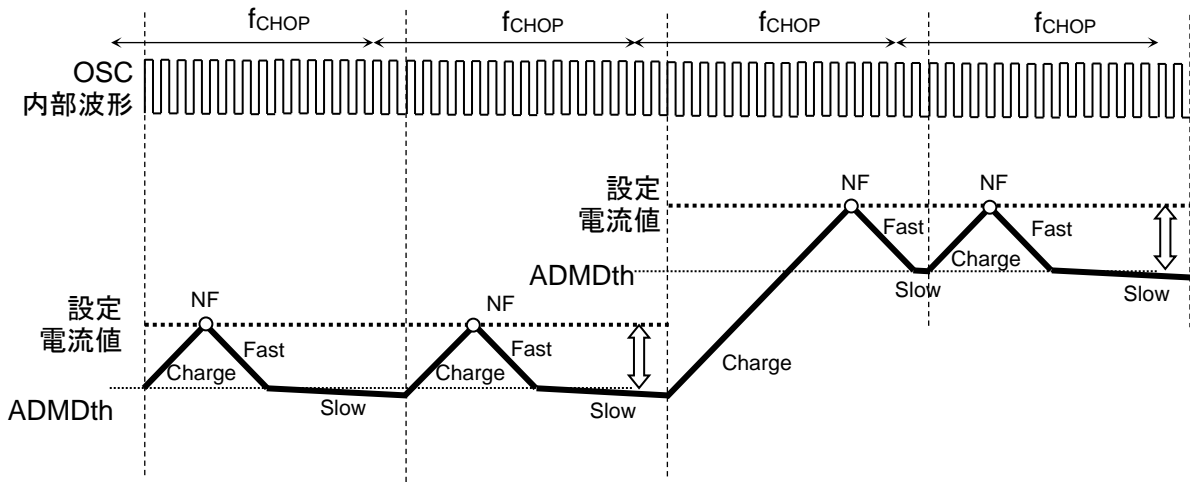 fCHOP fCHOP fCHOP fCHOP
OSC
内部波形
設定
電流値
NF
NF
Fast
Fast
ADMDth
Charge
Slow
Slow
設定
電流値
NF
NF
Fast
Fast
Charge
Charge
Charge
ADMDth
Slow
Slow